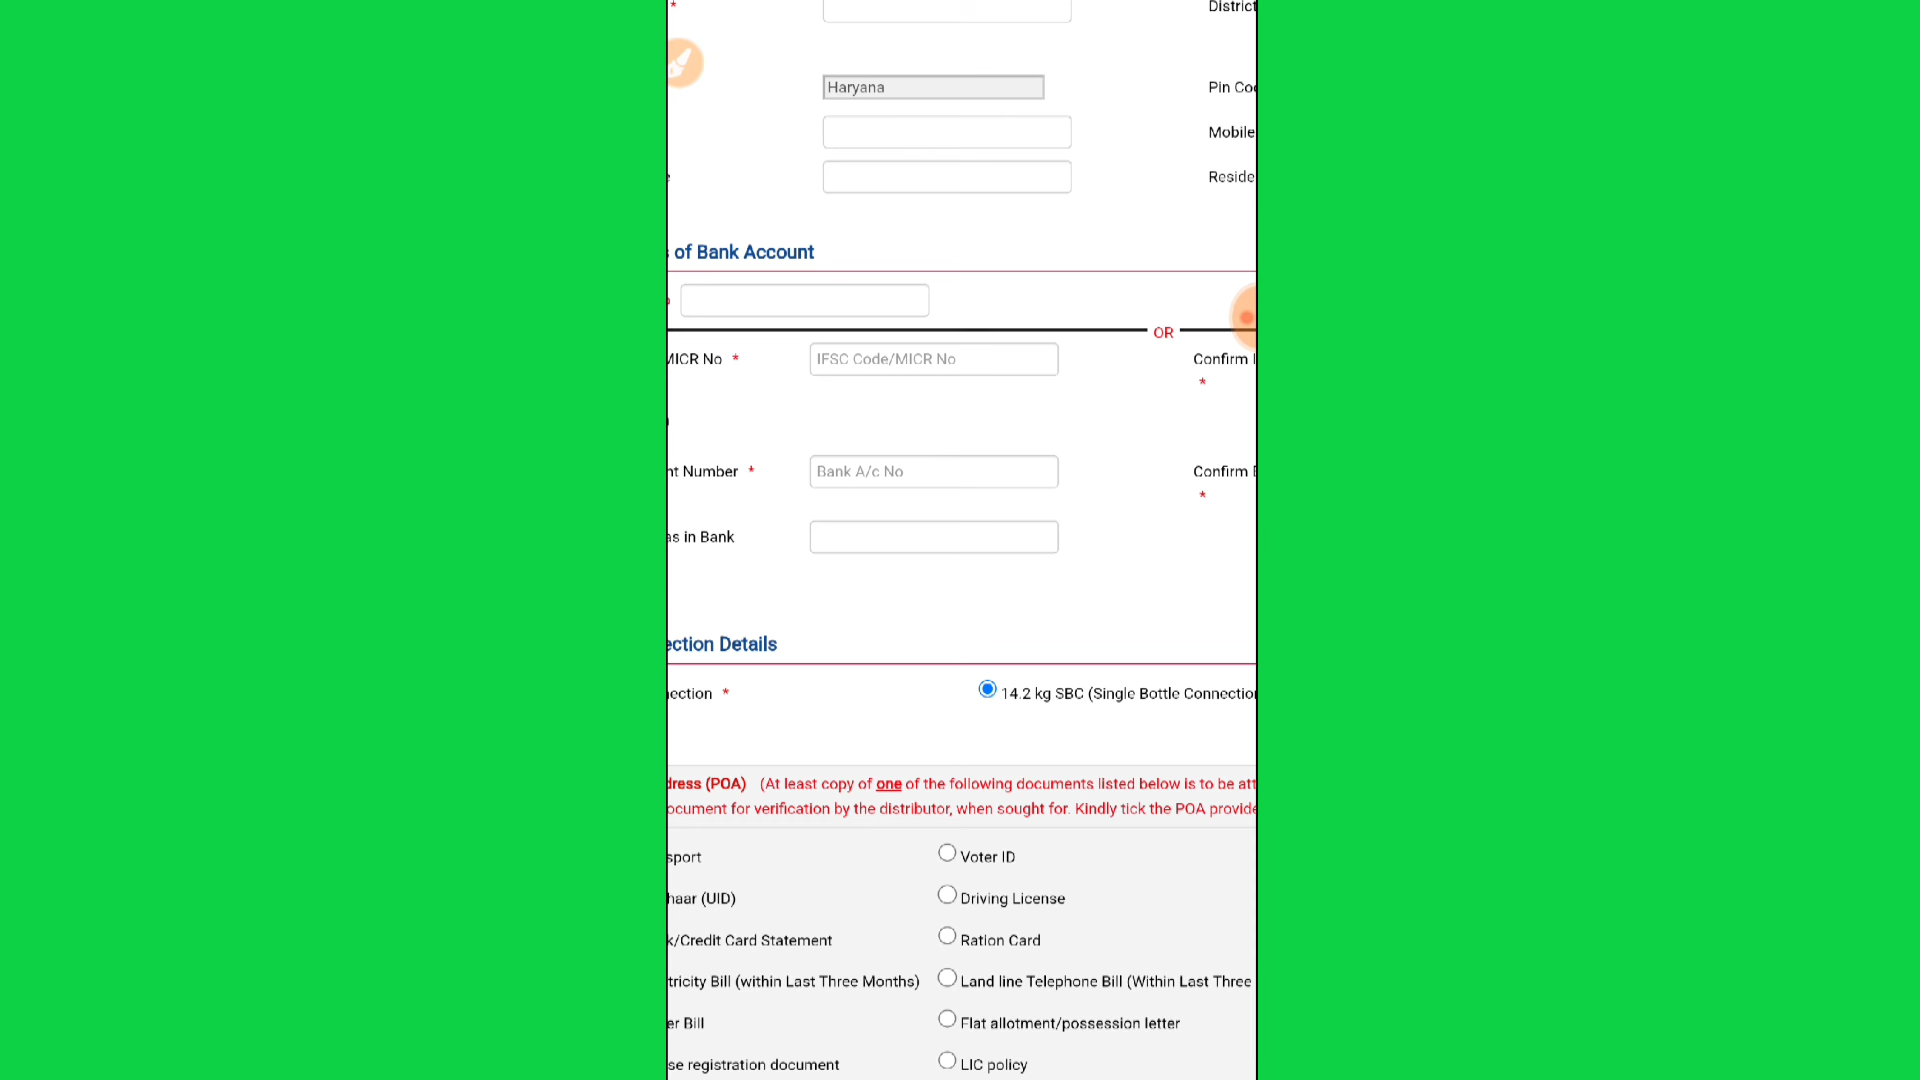 * District
Haryana Pin Co
Mobile
Reside
of Bank Account
OR
MICR No * IFSC Code/MICR No Confirm
*
nt Number * Bank A/c No Confirm
*
as in Bank
ection Details
nection * 14.2 kg SBC (Single Bottle Connection
dress (POA) (At least copy of one of the following documents listed below is to be att
ocument for verification by the distributor, when sought for. Kindly tick the POA provide
sport Voter ID
haar (UID) Driving License
k/Credit Card Statement Ration Card
tricity Bill (within Last Three Months) Land line Telephone Bill (Within Last Three
er Bill Flat allotment/possession letter
se registration document LIC policy